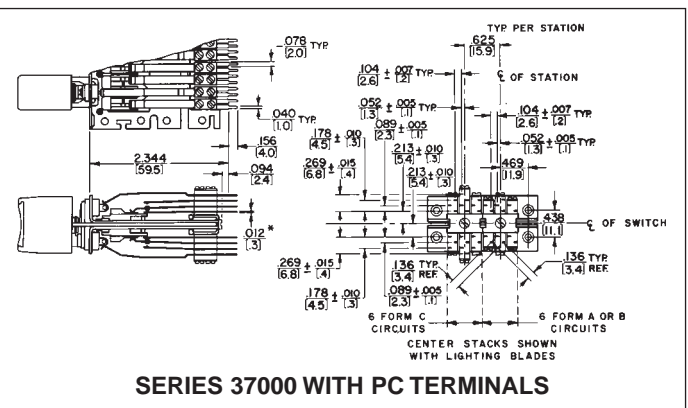 .078 TYP.
[2.0]
.040 TYP.
[1.0]
.156
[4.0]
2.344
[59.5]
.094
[2.4]
.012 *
[.3]
TYP. PER STATION
.625
[15.9]
.104 ± .007 TYP.
[2.6] [.2]
℄ OF STATION
.052 ± .005 TYP.
[1.3] [.1]
.104 ± .007 TYP.
[2.6] [.2]
.089 ± .005
[2.3] [.1]
.178 ± .010
[4.5] [.3]
.052 ± .005 TYP.
[1.3] [.1]
.213 ± .010
[5.4] [.3]
.269 ± .015
[6.8] [.4]
.213 ± .010
[5.4] [.3]
.469
[11.9]
.438
[11.1]
℄ OF SWITCH
.269 ± .015
[6.8] [.4]
.136 TYP.
[3.4] REF.
.136 TYP.
[3.4] REF.
.178 ± .010
[4.5] [.3]
.089 ± .005
[2.3] [.1]
6 FORM C
CIRCUITS
6 FORM A OR B
CIRCUITS
CENTER STACKS SHOWN
WITH LIGHTING BLADES
SERIES 37000 WITH PC TERMINALS